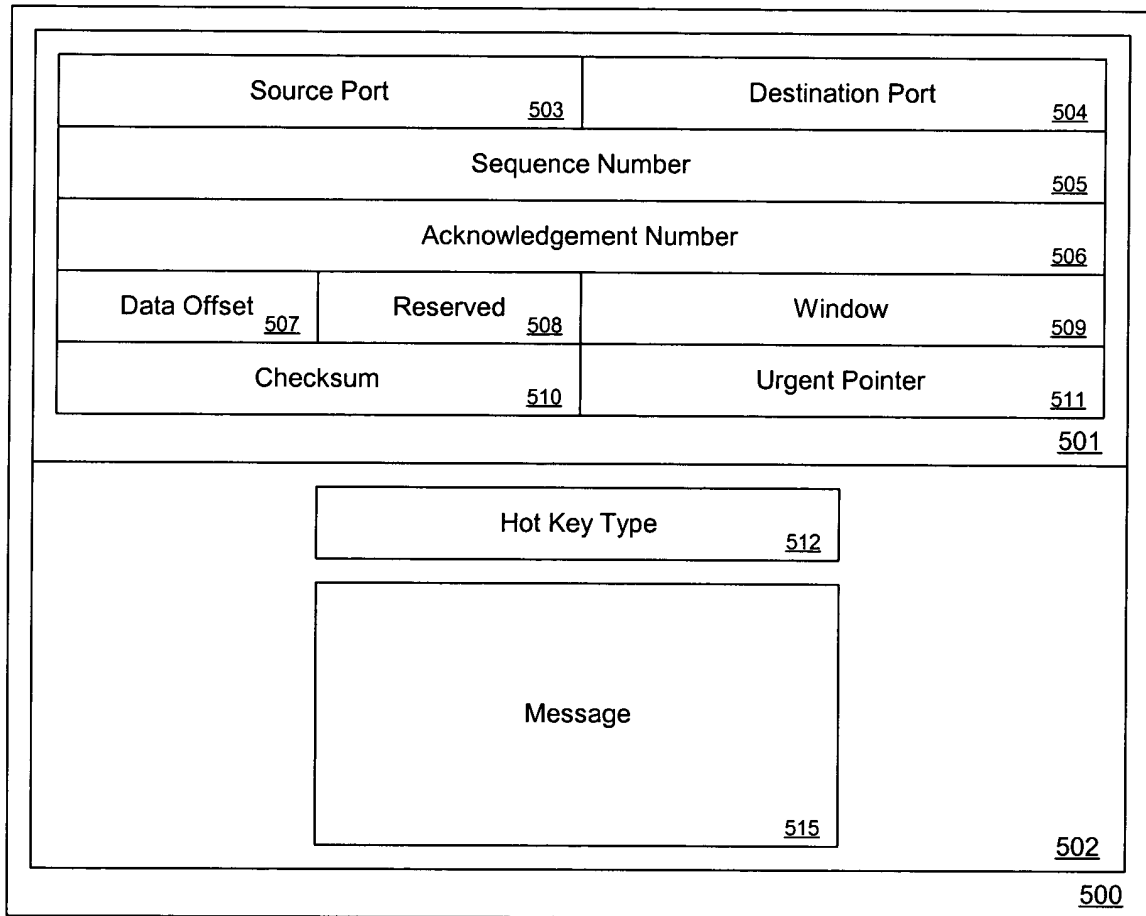 Source Port 503 Destination Port 504
Sequence Number 505
Acknowledgement Number 506
Data Offset 507 Reserved 508 Window 509
Checksum 510 Urgent Pointer 511
501
Hot Key Type 512
Message
515
502
500